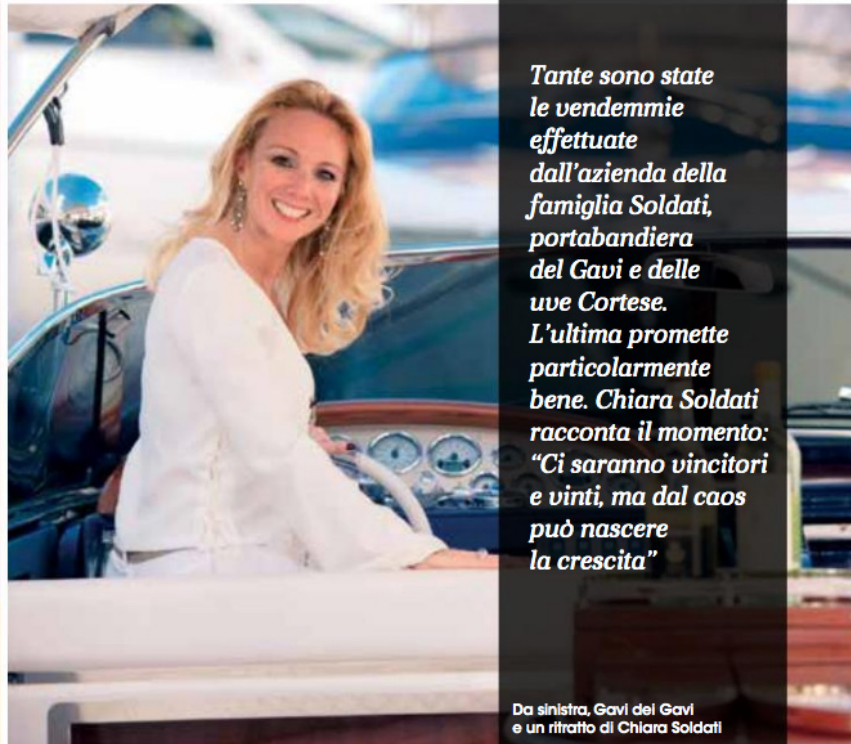 Tante sono state
le vendemmie
effettuate
dall'azienda della
famiglia Soldati,
portabandiera
del Gavi e delle
uve Cortese.
L'ultima promette
particolarmente
bene. Chiara Soldati
racconta il momento:
“Ci saranno vincitori
e vinti, ma dal caos
può nascere
la crescita”
Da sinistra, Gavi dei Gavi
e un ritratto di Chiara Soldati